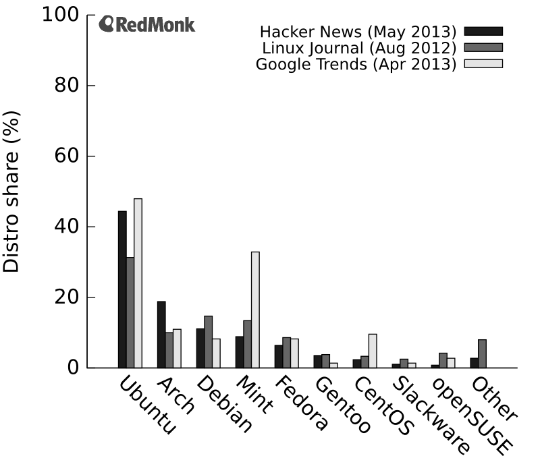 RedMonk
Hacker News (May 2013)
Linux Journal (Aug 2012)
Google Trends (Apr 2013)
Distro share (%)
100
80
60
40
20
0
Ubuntu
Arch
Debian
Mint
Fedora
Gentoo
CentOS
Slackware
openSUSE
Other